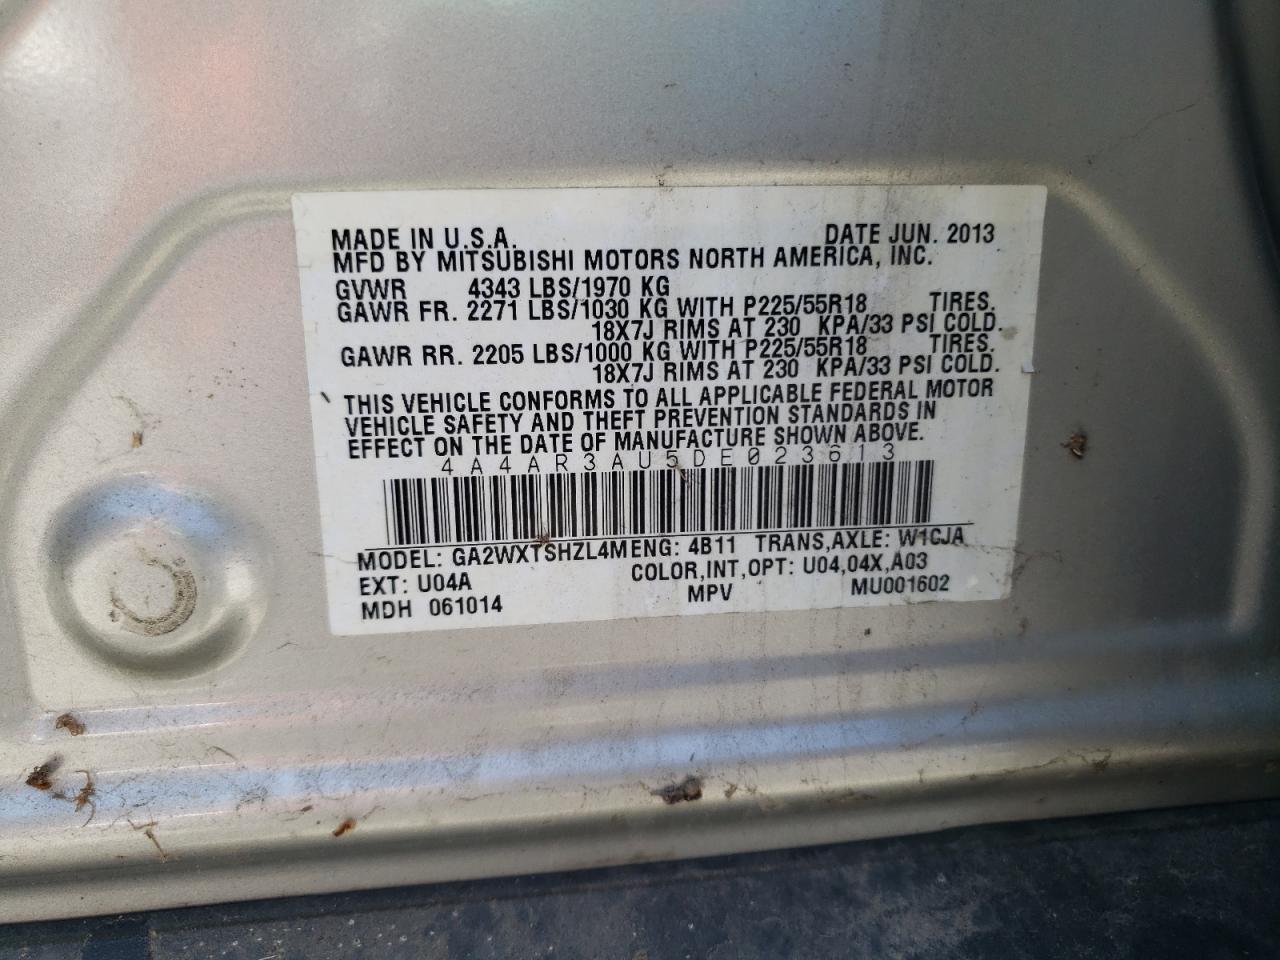 MADE IN U.S.A. DATE JUN. 2013
MFD BY MITSUBISHI MOTORS NORTH AMERICA, INC.
GVWR 4343 LBS/1970 KG
GAWR FR. 2271 LBS/1030 KG WITH P225/55R18 TIRES.
18X7J RIMS AT 230 KPA/33 PSI COLD.
GAWR RR. 2205 LBS/1000 KG WITH P225/55R18 TIRES.
18X7J RIMS AT 230 KPA/33 PSI COLD.
THIS VEHICLE CONFORMS TO ALL APPLICABLE FEDERAL MOTOR
VEHICLE SAFETY AND THEFT PREVENTION STANDARDS IN
EFFECT ON THE DATE OF MANUFACTURE SHOWN ABOVE.
4A4AR3AU5DE023613
MODEL: GA2WXTSHZL4M ENG: 4B11 TRANS,AXLE: W1CJA
EXT: U04A COLOR,INT,OPT: U04,04X,A03
MDH 061014 MPV MU001602